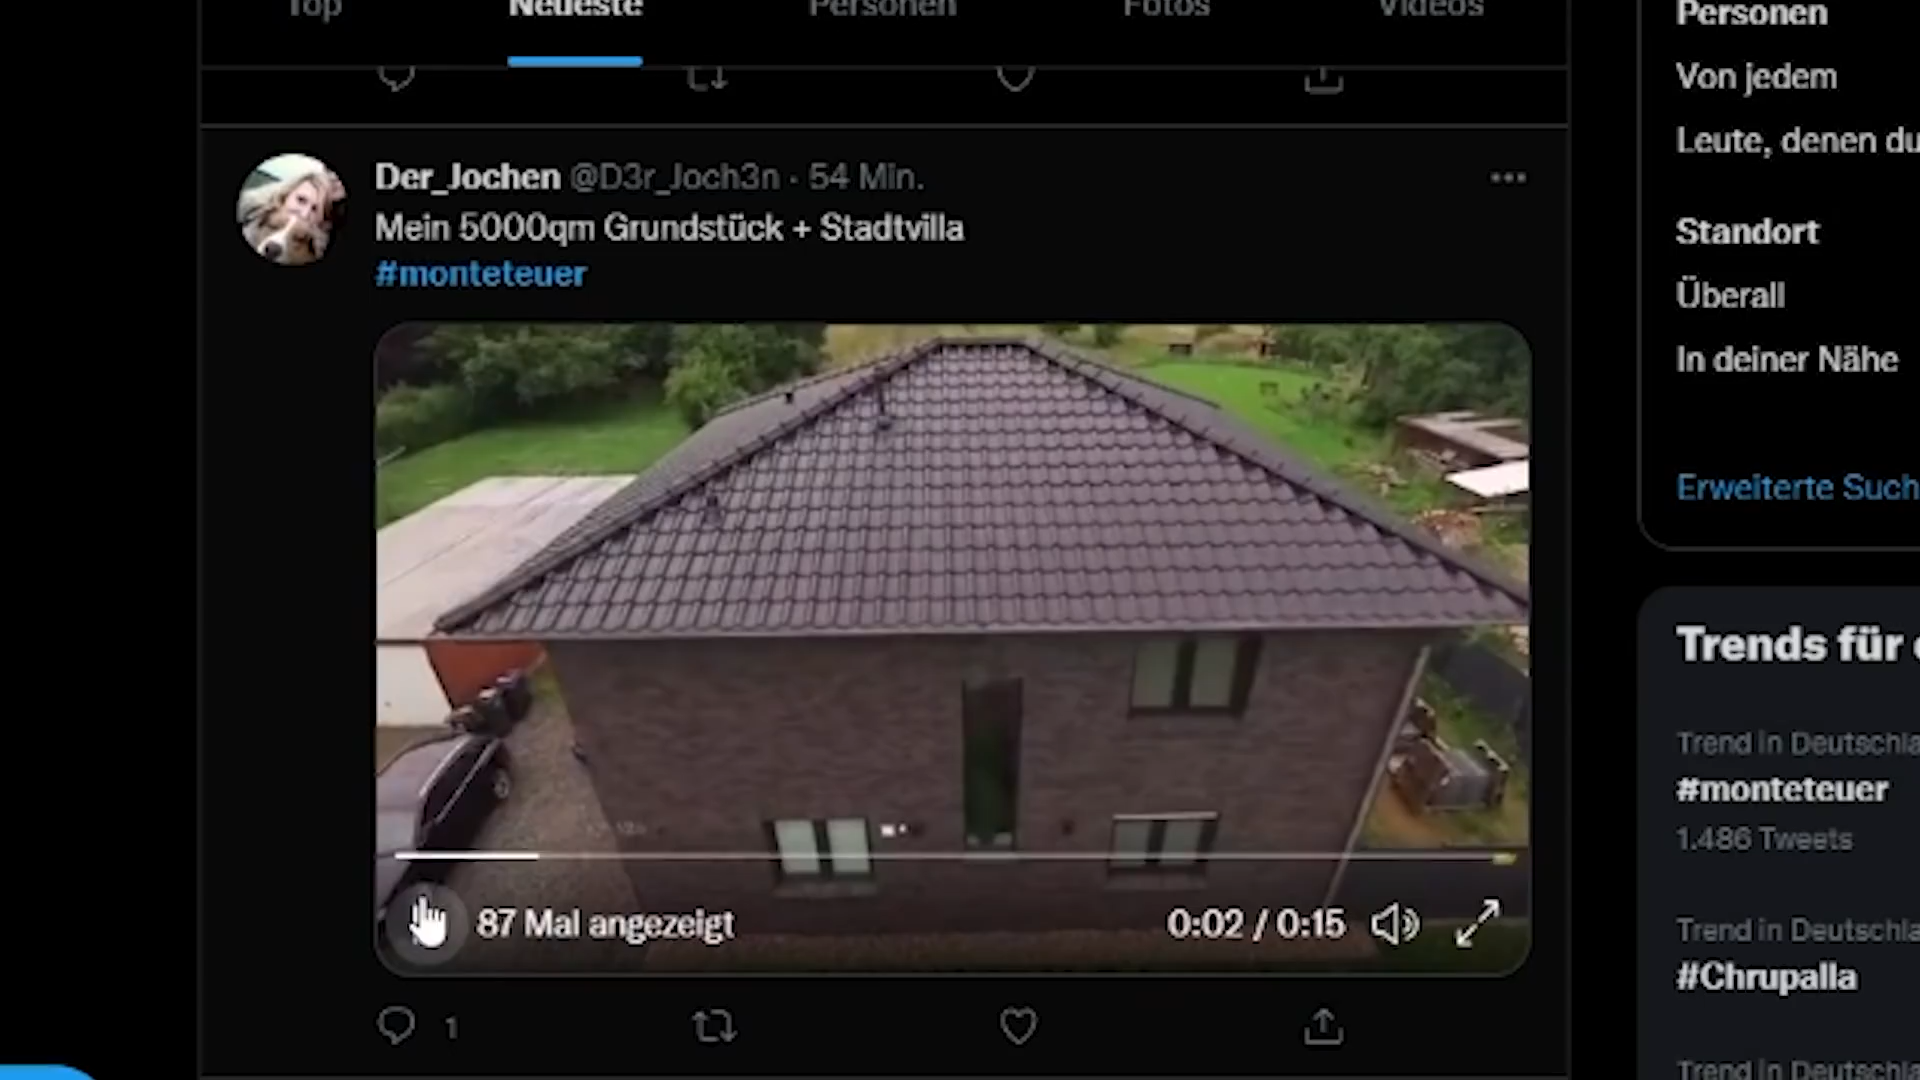 Top Neueste Personen Fotos Videos
Der_Jochen @D3r_Joch3n · 54 Min.
Mein 5000qm Grundstück + Stadtvilla
#monteteuer
87 Mal angezeigt
0:02 / 0:15
1
Personen
Von jedem
Leute, denen du
Standort
Überall
In deiner Nähe
Erweiterte Such
Trends für
Trend in Deutschla
#monteteuer
1.486 Tweets
Trend in Deutschla
#Chrupalla
Trend in Deutschla